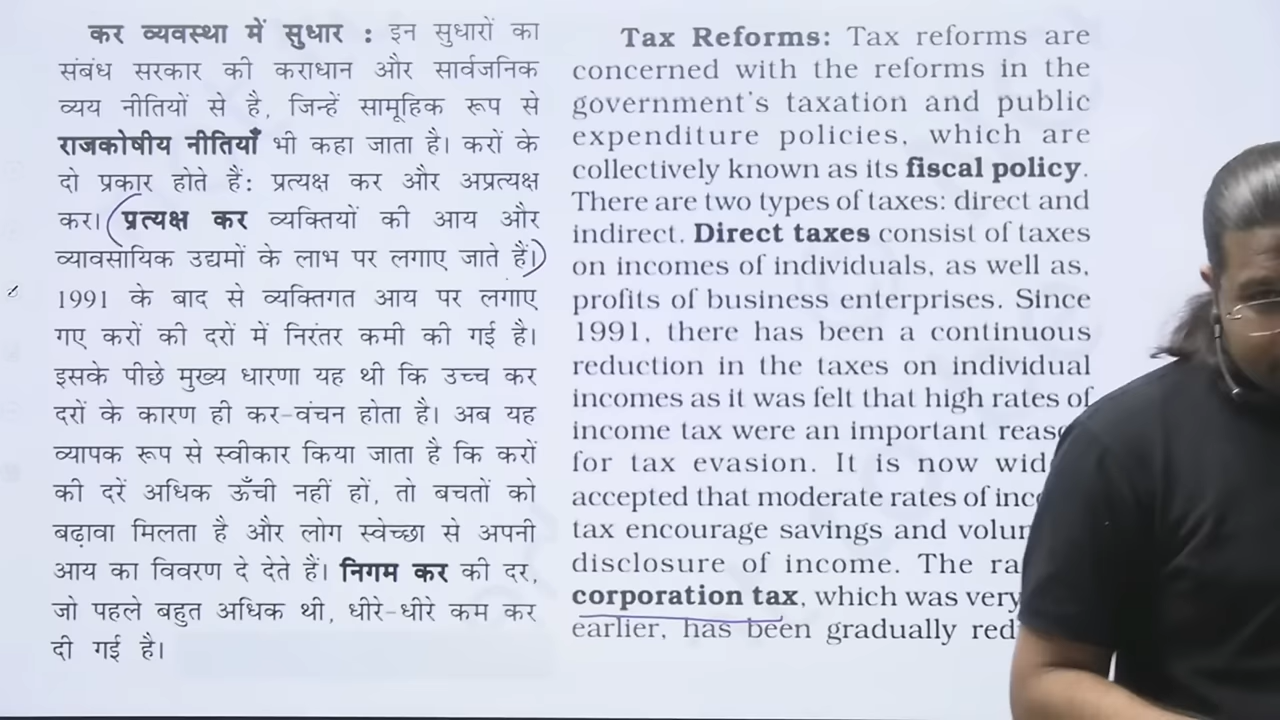 कर व्यवस्था में सुधार : इन सुधारों का
संबंध सरकार की कराधान और सार्वजनिक
व्यय नीतियों से है, जिन्हें सामूहिक रूप से
राजकोषीय नीतियाँ भी कहा जाता है। करों के
दो प्रकार होते हैं: प्रत्यक्ष कर और अप्रत्यक्ष
कर। प्रत्यक्ष कर व्यक्तियों की आय और
व्यावसायिक उद्यमों के लाभ पर लगाए जाते हैं।
1991 के बाद से व्यक्तिगत आय पर लगाए
गए करों की दरों में निरंतर कमी की गई है।
इसके पीछे मुख्य धारणा यह थी कि उच्च कर
दरों के कारण ही कर-वंचन होता है। अब यह
व्यापक रूप से स्वीकार किया जाता है कि करों
की दरें अधिक ऊँची नहीं हों, तो बचतों को
बढ़ावा मिलता है और लोग स्वेच्छा से अपनी
आय का विवरण दे देते हैं। निगम कर की दर,
जो पहले बहुत अधिक थी, धीरे-धीरे कम कर
दी गई है।
Tax Reforms: Tax reforms are
concerned with the reforms in the
government's taxation and public
expenditure policies, which are
collectively known as its fiscal policy.
There are two types of taxes: direct and
indirect. Direct taxes consist of taxes
on incomes of individuals, as well as,
profits of business enterprises. Since
1991, there has been a continuous
reduction in the taxes on individual
incomes as it was felt that high rates of
income tax were an important
for tax evasion. It is now
accepted that moderate rates of
tax encourage savings and
disclosure of income. The
corporation tax, which was very
earlier, has been gradually